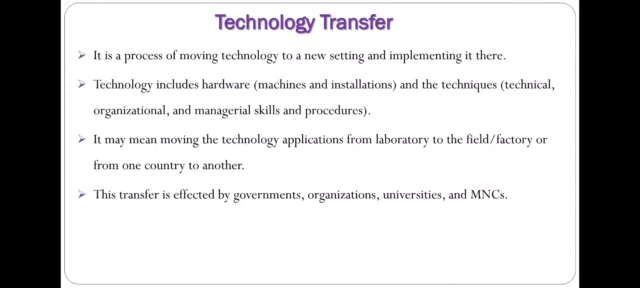 Technology Transfer
It is a process of moving technology to a new setting and implementing it there.
Technology includes hardware (machines and installations) and the techniques (technical,
organizational, and managerial skills and procedures).
It may mean moving the technology applications from laboratory to the field/factory or
from one country to another.
This transfer is effected by governments, organizations, universities, and MNCs.